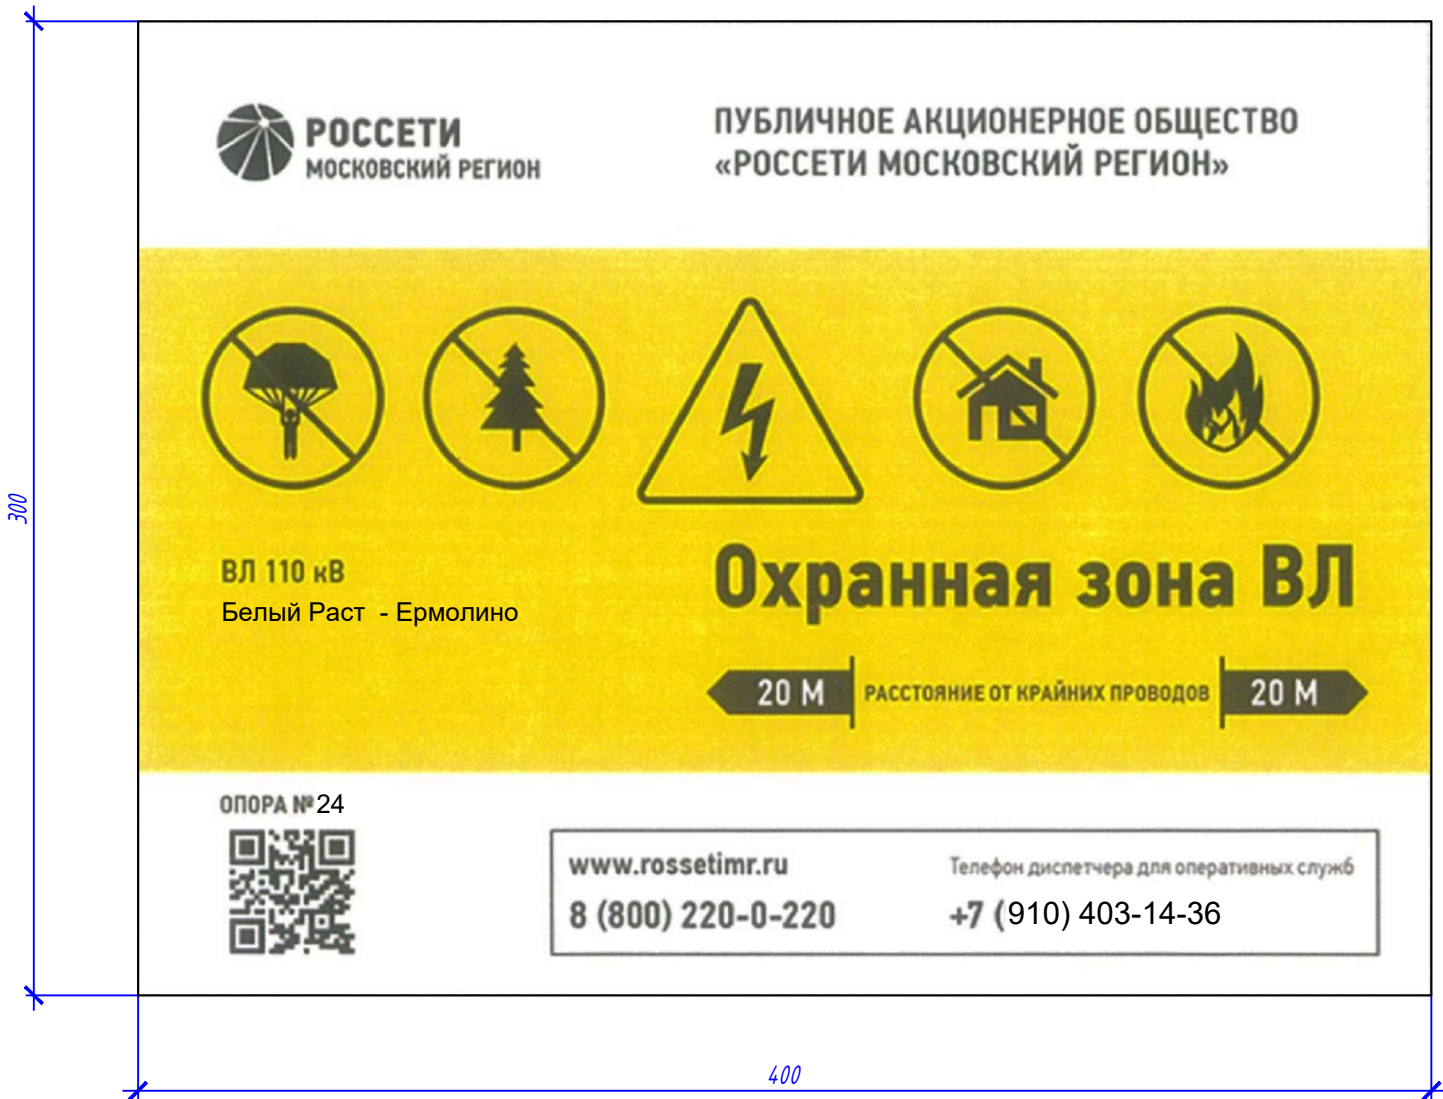 РОССЕТИ
МОСКОВСКИЙ РЕГИОН
ПУБЛИЧНОЕ АКЦИОНЕРНОЕ ОБЩЕСТВО
«РОССЕТИ МОСКОВСКИЙ РЕГИОН»
300
ВЛ 110 кВ
Белый Раст - Ермолино
Охранная зона ВЛ
20 М РАССТОЯНИЕ ОТ КРАЙНИХ ПРОВОДОВ 20 М
ОПОРА №24
www.rossetimr.ru
8 (800) 220-0-220
Телефон диспетчера для оперативных служб
+7 (910) 403-14-36
400